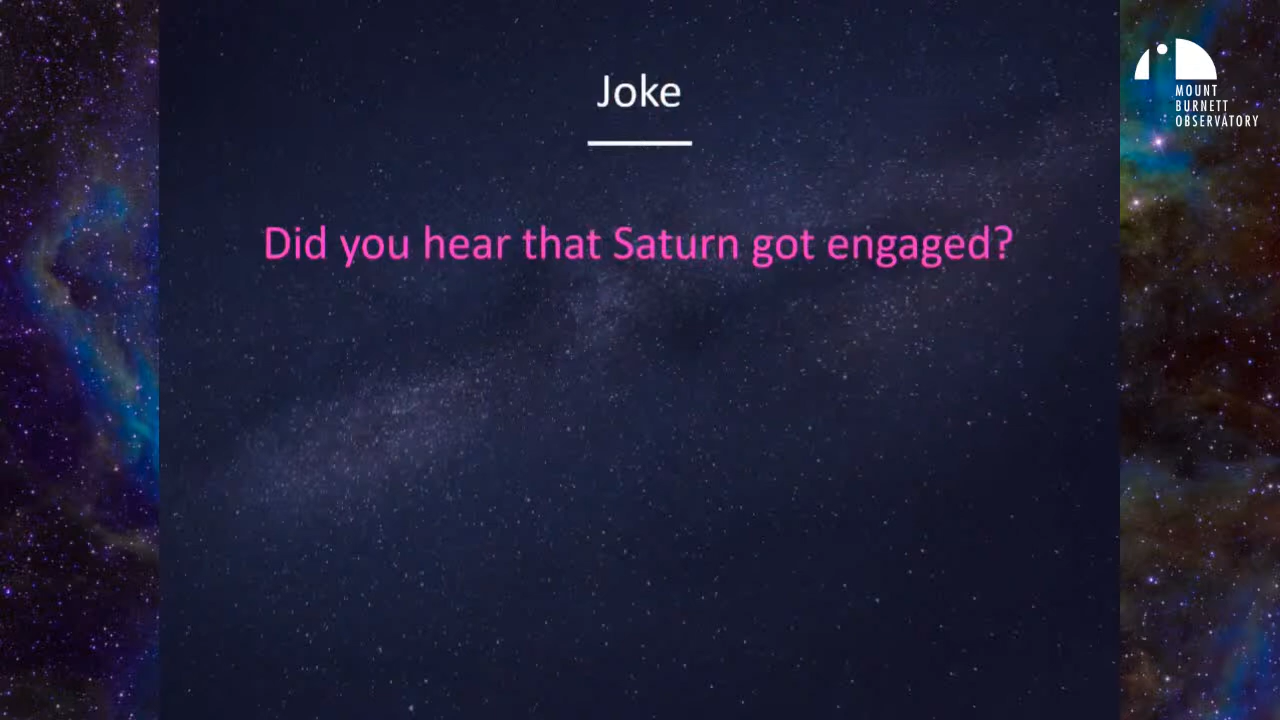 Joke
Did you hear that Saturn got engaged?
MOUNT
BURNETT
OBSERVATORY